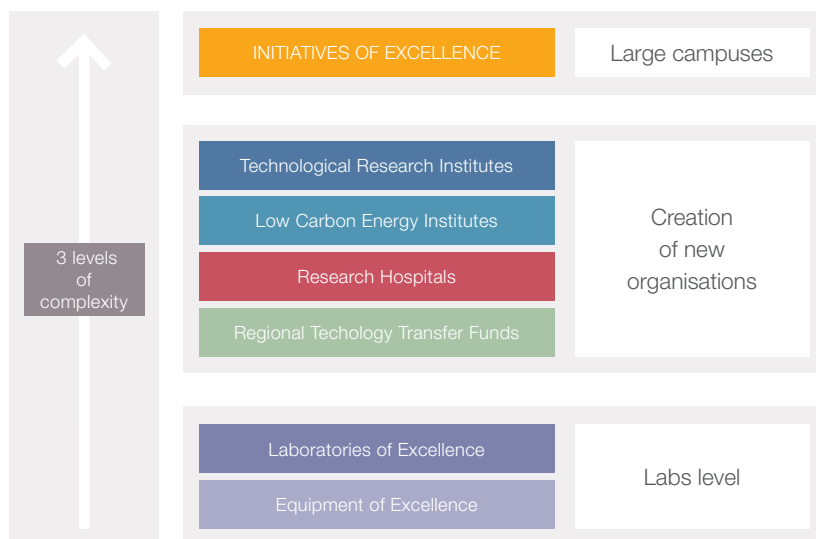 INITIATIVES OF EXCELLENCE
Large campuses
Technological Research Institutes
Low Carbon Energy Institutes
Research Hospitals
Regional Techology Transfer Funds
Creation
of new
organisations
3 levels
of
complexity
Laboratories of Excellence
Equipment of Excellence
Labs level